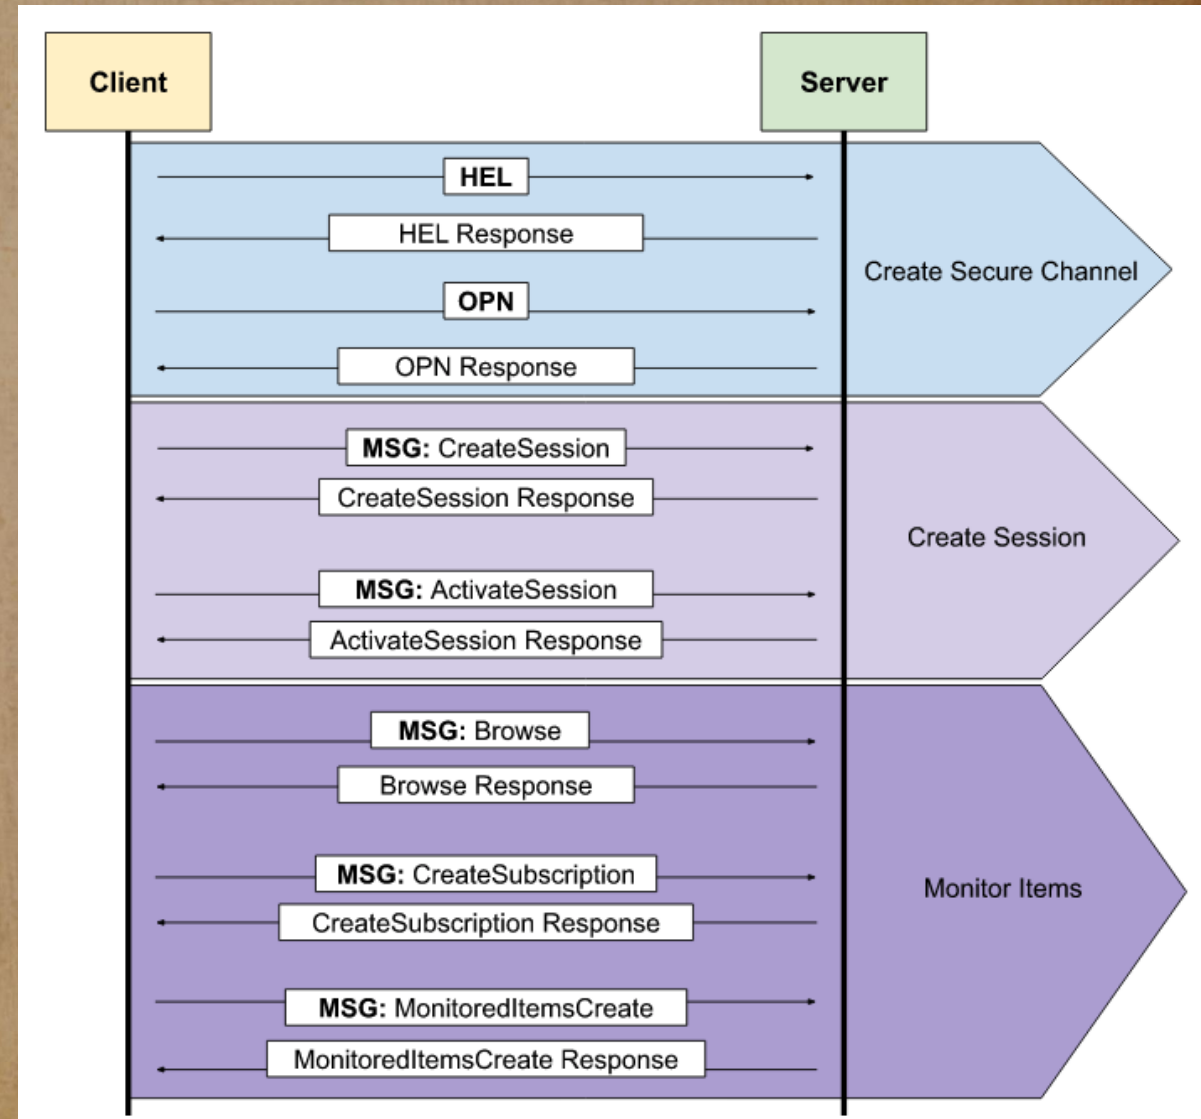 Client
Server
HEL
HEL Response
Create Secure Channel
OPN
OPN Response
MSG: CreateSession
CreateSession Response
Create Session
MSG: ActivateSession
ActivateSession Response
MSG: Browse
Browse Response
MSG: CreateSubscription
Monitor Items
CreateSubscription Response
MSG: MonitoredItemsCreate
MonitoredItemsCreate Response